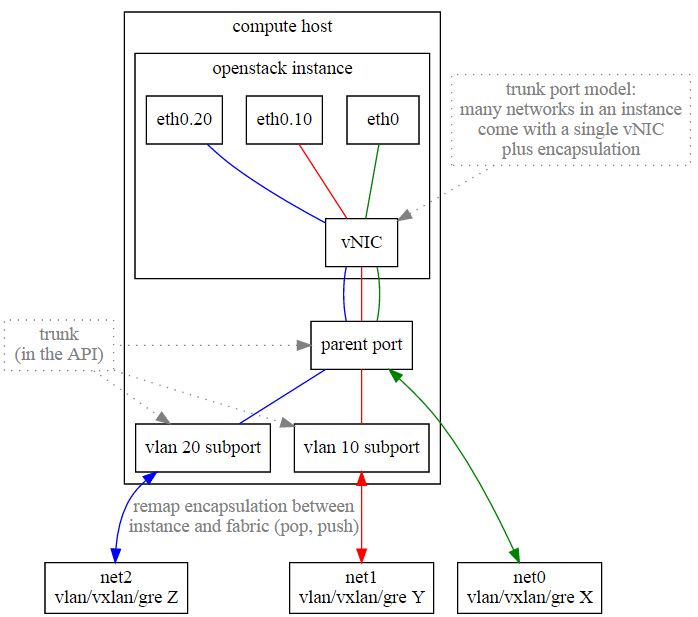 compute host
openstack instance
eth0.20
eth0.10
eth0
trunk port model:
many networks in an instance
come with a single vNIC
plus encapsulation
vNIC
trunk
(in the API)
parent port
vlan 20 subport
vlan 10 subport
remap encapsulation between
instance and fabric (pop, push)
net2
vlan/vxlan/gre Z
net1
vlan/vxlan/gre Y
net0
vlan/vxlan/gre X